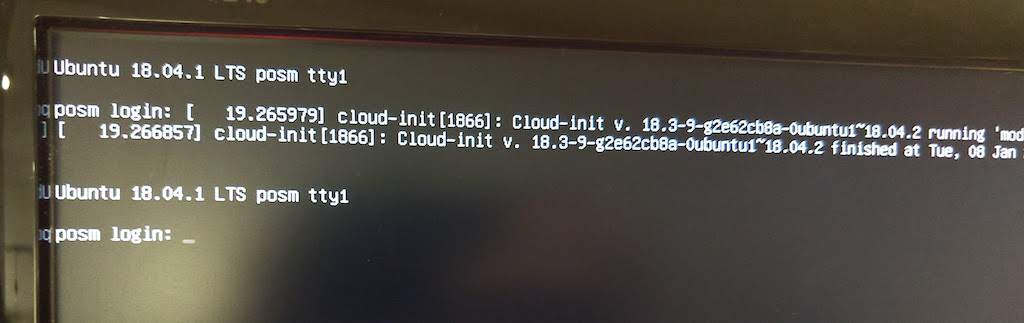 Ubuntu 18.04.1 LTS posm tty1
posm login: [   19.265979] cloud-init[1866]: Cloud-init v. 18.3-9-g2e62cb8a-0ubuntu1~18.04.2 running 'mod
] [   19.266857] cloud-init[1866]: Cloud-init v. 18.3-9-g2e62cb8a-0ubuntu1~18.04.2 finished at Tue, 08 Jan
Ubuntu 18.04.1 LTS posm tty1
posm login: _